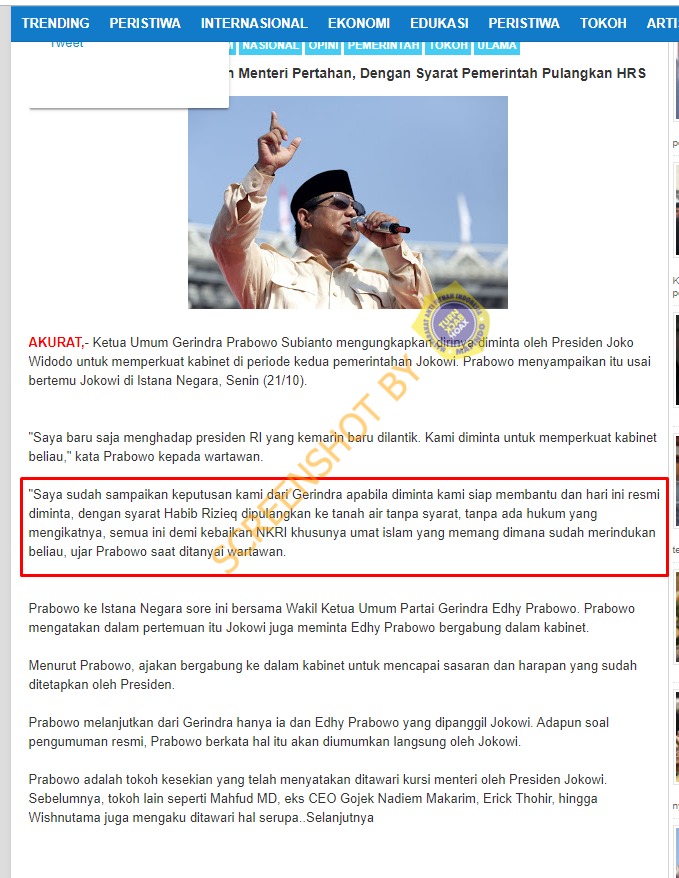 TRENDING PERISTIWA INTERNASIONAL EKONOMI EDUKASI PERISTIWA TOKOH ARTI
Tweet
NASIONAL OPINI PEMERINTAH TOKOH ULAMA
Menteri Pertahan, Dengan Syarat Pemerintah Pulangkan HRS
TURN BACK HOAX
AKURAT,- Ketua Umum Gerindra Prabowo Subianto mengungkapkan dirinya diminta oleh Presiden Joko
Widodo untuk memperkuat kabinet di periode kedua pemerintahan Jokowi. Prabowo menyampaikan itu usai
bertemu Jokowi di Istana Negara, Senin (21/10).
"Saya baru saja menghadap presiden RI yang kemarin baru dilantik. Kami diminta untuk memperkuat kabinet
beliau," kata Prabowo kepada wartawan.
"Saya sudah sampaikan keputusan kami dari Gerindra apabila diminta kami siap membantu dan hari ini resmi
diminta, dengan syarat Habib Rizieq dipulangkan ke tanah air tanpa syarat, tanpa ada hukum yang
mengikatnya, semua ini demi kebaikan NKRI khusunya umat islam yang memang dimana sudah merindukan
beliau, ujar Prabowo saat ditanyai wartawan.
SCREENSHOT BY
Prabowo ke Istana Negara sore ini bersama Wakil Ketua Umum Partai Gerindra Edhy Prabowo. Prabowo
mengatakan dalam pertemuan itu Jokowi juga meminta Edhy Prabowo bergabung dalam kabinet.
Menurut Prabowo, ajakan bergabung ke dalam kabinet untuk mencapai sasaran dan harapan yang sudah
ditetapkan oleh Presiden.
Prabowo melanjutkan dari Gerindra hanya ia dan Edhy Prabowo yang dipanggil Jokowi. Adapun soal
pengumuman resmi, Prabowo berkata hal itu akan diumumkan langsung oleh Jokowi.
Prabowo adalah tokoh kesekian yang telah menyatakan ditawari kursi menteri oleh Presiden Jokowi.
Sebelumnya, tokoh lain seperti Mahfud MD, eks CEO Gojek Nadiem Makarim, Erick Thohir, hingga
Wishnutama juga mengaku ditawari hal serupa..Selanjutnya